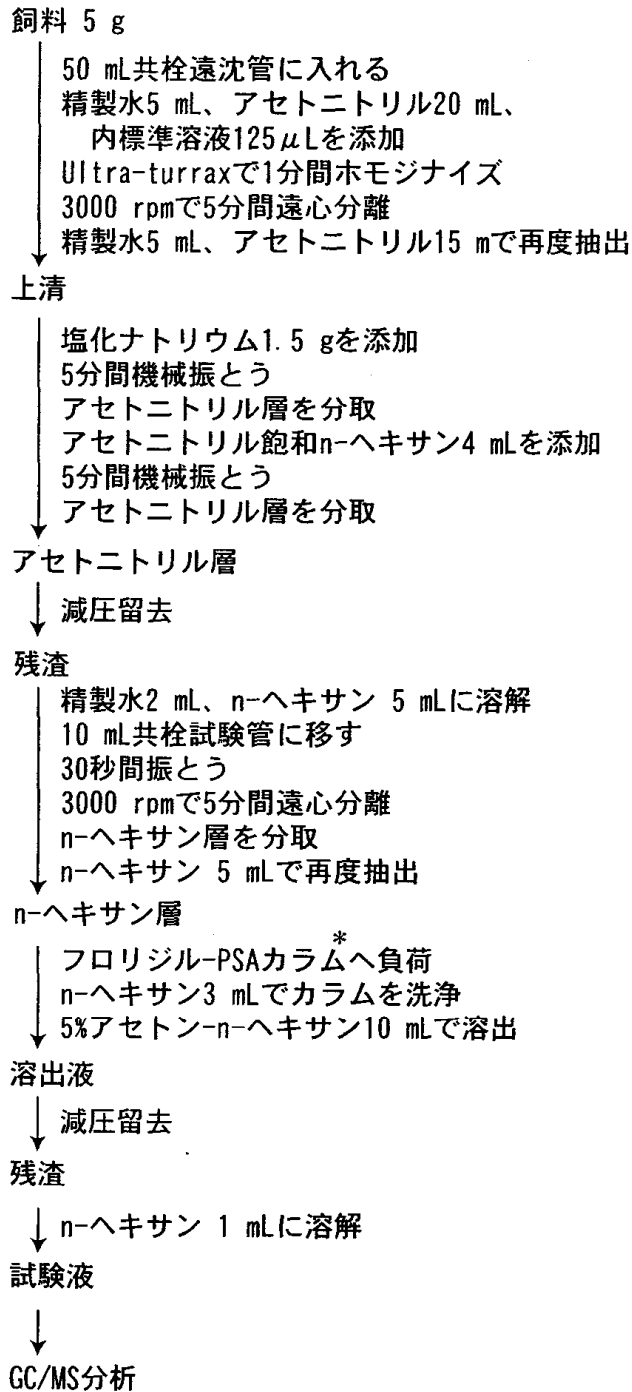 飼料 5 g
50 mL共栓遠沈管に入れる
精製水5 mL、アセトニトリル20 mL、
内標準溶液125μLを添加
Ultra-turraxで1分間ホモジナイズ
3000 rpmで5分間遠心分離
精製水5 mL、アセトニトリル15 mで再度抽出
上清
塩化ナトリウム1.5 gを添加
5分間機械振とう
アセトニトリル層を分取
アセトニトリル飽和n-ヘキサン4 mLを添加
5分間機械振とう
アセトニトリル層を分取
アセトニトリル層
減圧留去
残渣
精製水2 mL、n-ヘキサン 5 mLに溶解
10 mL共栓試験管に移す
30秒間振とう
3000 rpmで5分間遠心分離
n-ヘキサン層を分取
n-ヘキサン 5 mLで再度抽出
n-ヘキサン層
フロリジル-PSAカラム*へ負荷
n-ヘキサン3 mLでカラムを洗浄
5%アセトン-n-ヘキサン10 mLで溶出
溶出液
減圧留去
残渣
n-ヘキサン 1 mLに溶解
試験液
GC/MS分析